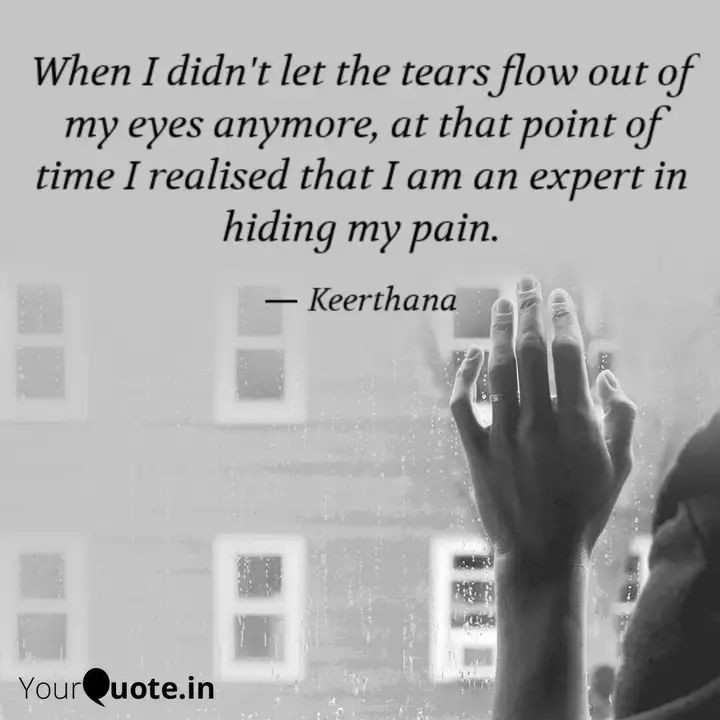 When I didn't let the tears flow out of
my eyes anymore, at that point of
time I realised that I am an expert in
hiding my pain.
— Keerthana
YourQuote.in